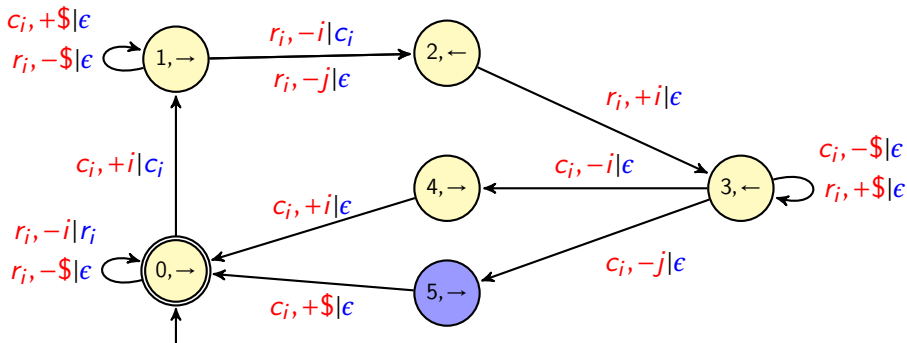 c_i, +$|ϵ
r_i, −$|ϵ
1, →
r_i, −i|c_i
r_i, −j|ϵ
2, ←
r_i, +i|ϵ
c_i, +i|c_i
c_i, −i|ϵ
4, →
3, ←
c_i, −$|ϵ
r_i, +$|ϵ
c_i, +i|ϵ
r_i, −i|r_i
r_i, −$|ϵ
0, →
5, →
c_i, −j|ϵ
c_i, +$|ϵ